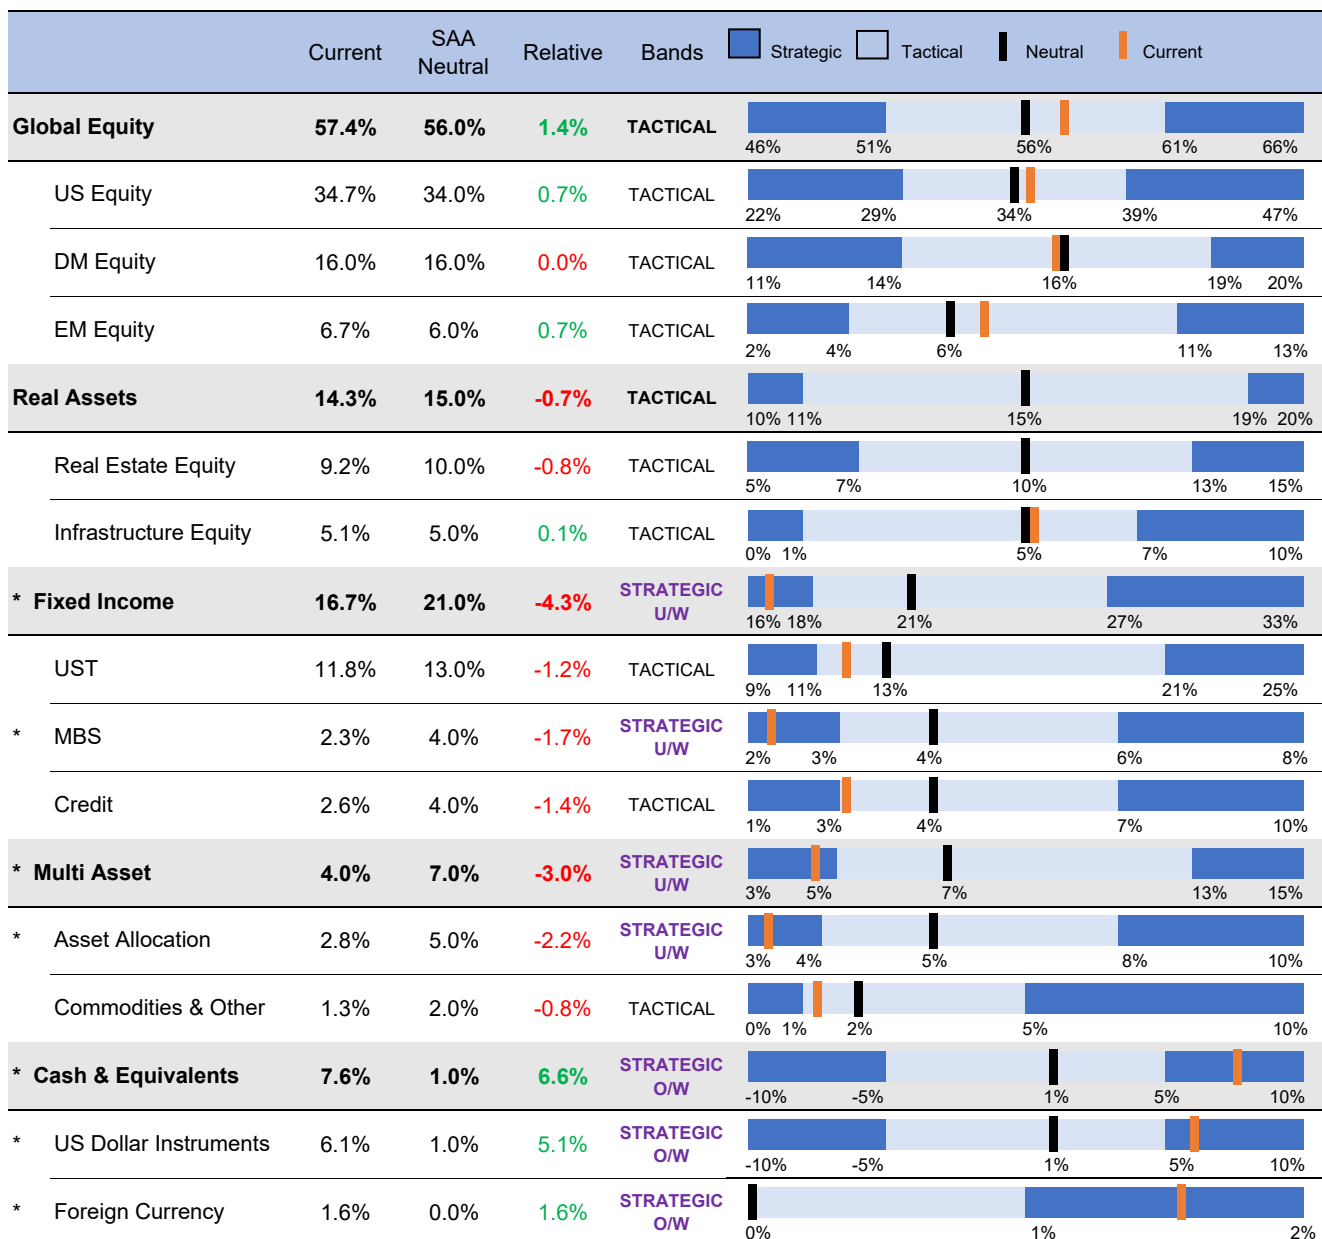 Current SAA Neutral Relative Bands Strategic Tactical Neutral Current
Global Equity 57.4% 56.0% 1.4% TACTICAL
46% 51% 56% 61% 66%
US Equity 34.7% 34.0% 0.7% TACTICAL
22% 29% 34% 39% 47%
DM Equity 16.0% 16.0% 0.0% TACTICAL
11% 14% 16% 19% 20%
EM Equity 6.7% 6.0% 0.7% TACTICAL
2% 4% 6% 11% 13%
Real Assets 14.3% 15.0% -0.7% TACTICAL
10% 11% 15% 19% 20%
Real Estate Equity 9.2% 10.0% -0.8% TACTICAL
5% 7% 10% 13% 15%
Infrastructure Equity 5.1% 5.0% 0.1% TACTICAL
0% 1% 5% 7% 10%
* Fixed Income 16.7% 21.0% -4.3% STRATEGIC U/W
16% 18% 21% 27% 33%
UST 11.8% 13.0% -1.2% TACTICAL
9% 11% 13% 21% 25%
* MBS 2.3% 4.0% -1.7% STRATEGIC U/W
2% 3% 4% 6% 8%
Credit 2.6% 4.0% -1.4% TACTICAL
1% 3% 4% 7% 10%
* Multi Asset 4.0% 7.0% -3.0% STRATEGIC U/W
3% 5% 7% 13% 15%
* Asset Allocation 2.8% 5.0% -2.2% STRATEGIC U/W
3% 4% 5% 8% 10%
Commodities & Other 1.3% 2.0% -0.8% TACTICAL
0% 1% 2% 5% 10%
* Cash & Equivalents 7.6% 1.0% 6.6% STRATEGIC O/W
-10% -5% 1% 5% 10%
* US Dollar Instruments 6.1% 1.0% 5.1% STRATEGIC O/W
-10% -5% 1% 5% 10%
* Foreign Currency 1.6% 0.0% 1.6% STRATEGIC O/W
0% 1% 2%